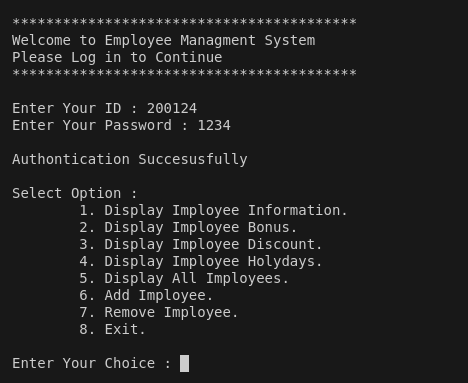 *****************************************
Welcome to Employee Managment System
Please Log in to Continue
*****************************************
Enter Your ID : 200124
Enter Your Password : 1234
Authontication Succesusfully
Select Option :
1. Display Imployee Information.
2. Display Imployee Bonus.
3. Display Imployee Discount.
4. Display Imployee Holydays.
5. Display All Imployees.
6. Add Imployee.
7. Remove Imployee.
8. Exit.
Enter Your Choice :